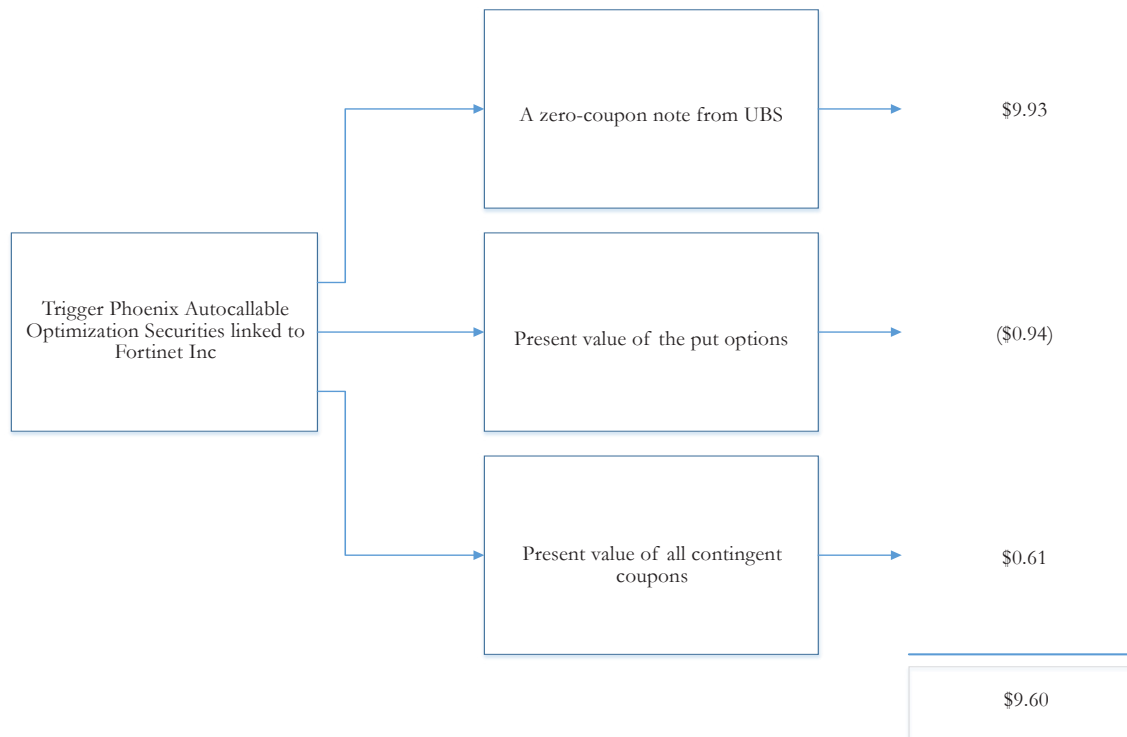 A zero-coupon note from UBS
$9.93
Trigger Phoenix Autocallable
Optimization Securities linked to
Fortinet Inc
Present value of the put options
($0.94)
Present value of all contingent
coupons
$0.61
$9.60